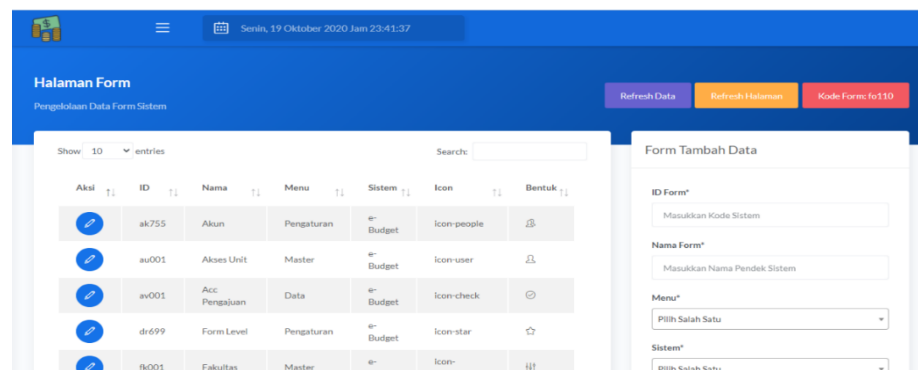 Senin, 19 Oktober 2020 Jam 23:41:37
Halaman Form
Pengelolaan Data Form Sistem
Refresh Data
Refresh Halaman
Kode Form: fo110
Show 10 entries
Search:
Aksi ID Nama Menu Sistem Icon Bentuk
ak755 Akun Pengaturan e-Budget icon-people
au001 Akses Unit Master e-Budget icon-user
av001 Acc Pengajuan Data e-Budget icon-check
dr699 Form Level Pengaturan e-Budget icon-star
fk001 Fakultas Master e- icon-
Form Tambah Data
ID Form*
Masukkan Kode Sistem
Nama Form*
Masukkan Nama Pendek Sistem
Menu*
Pilih Salah Satu
Sistem*
Pilih Salah Satu